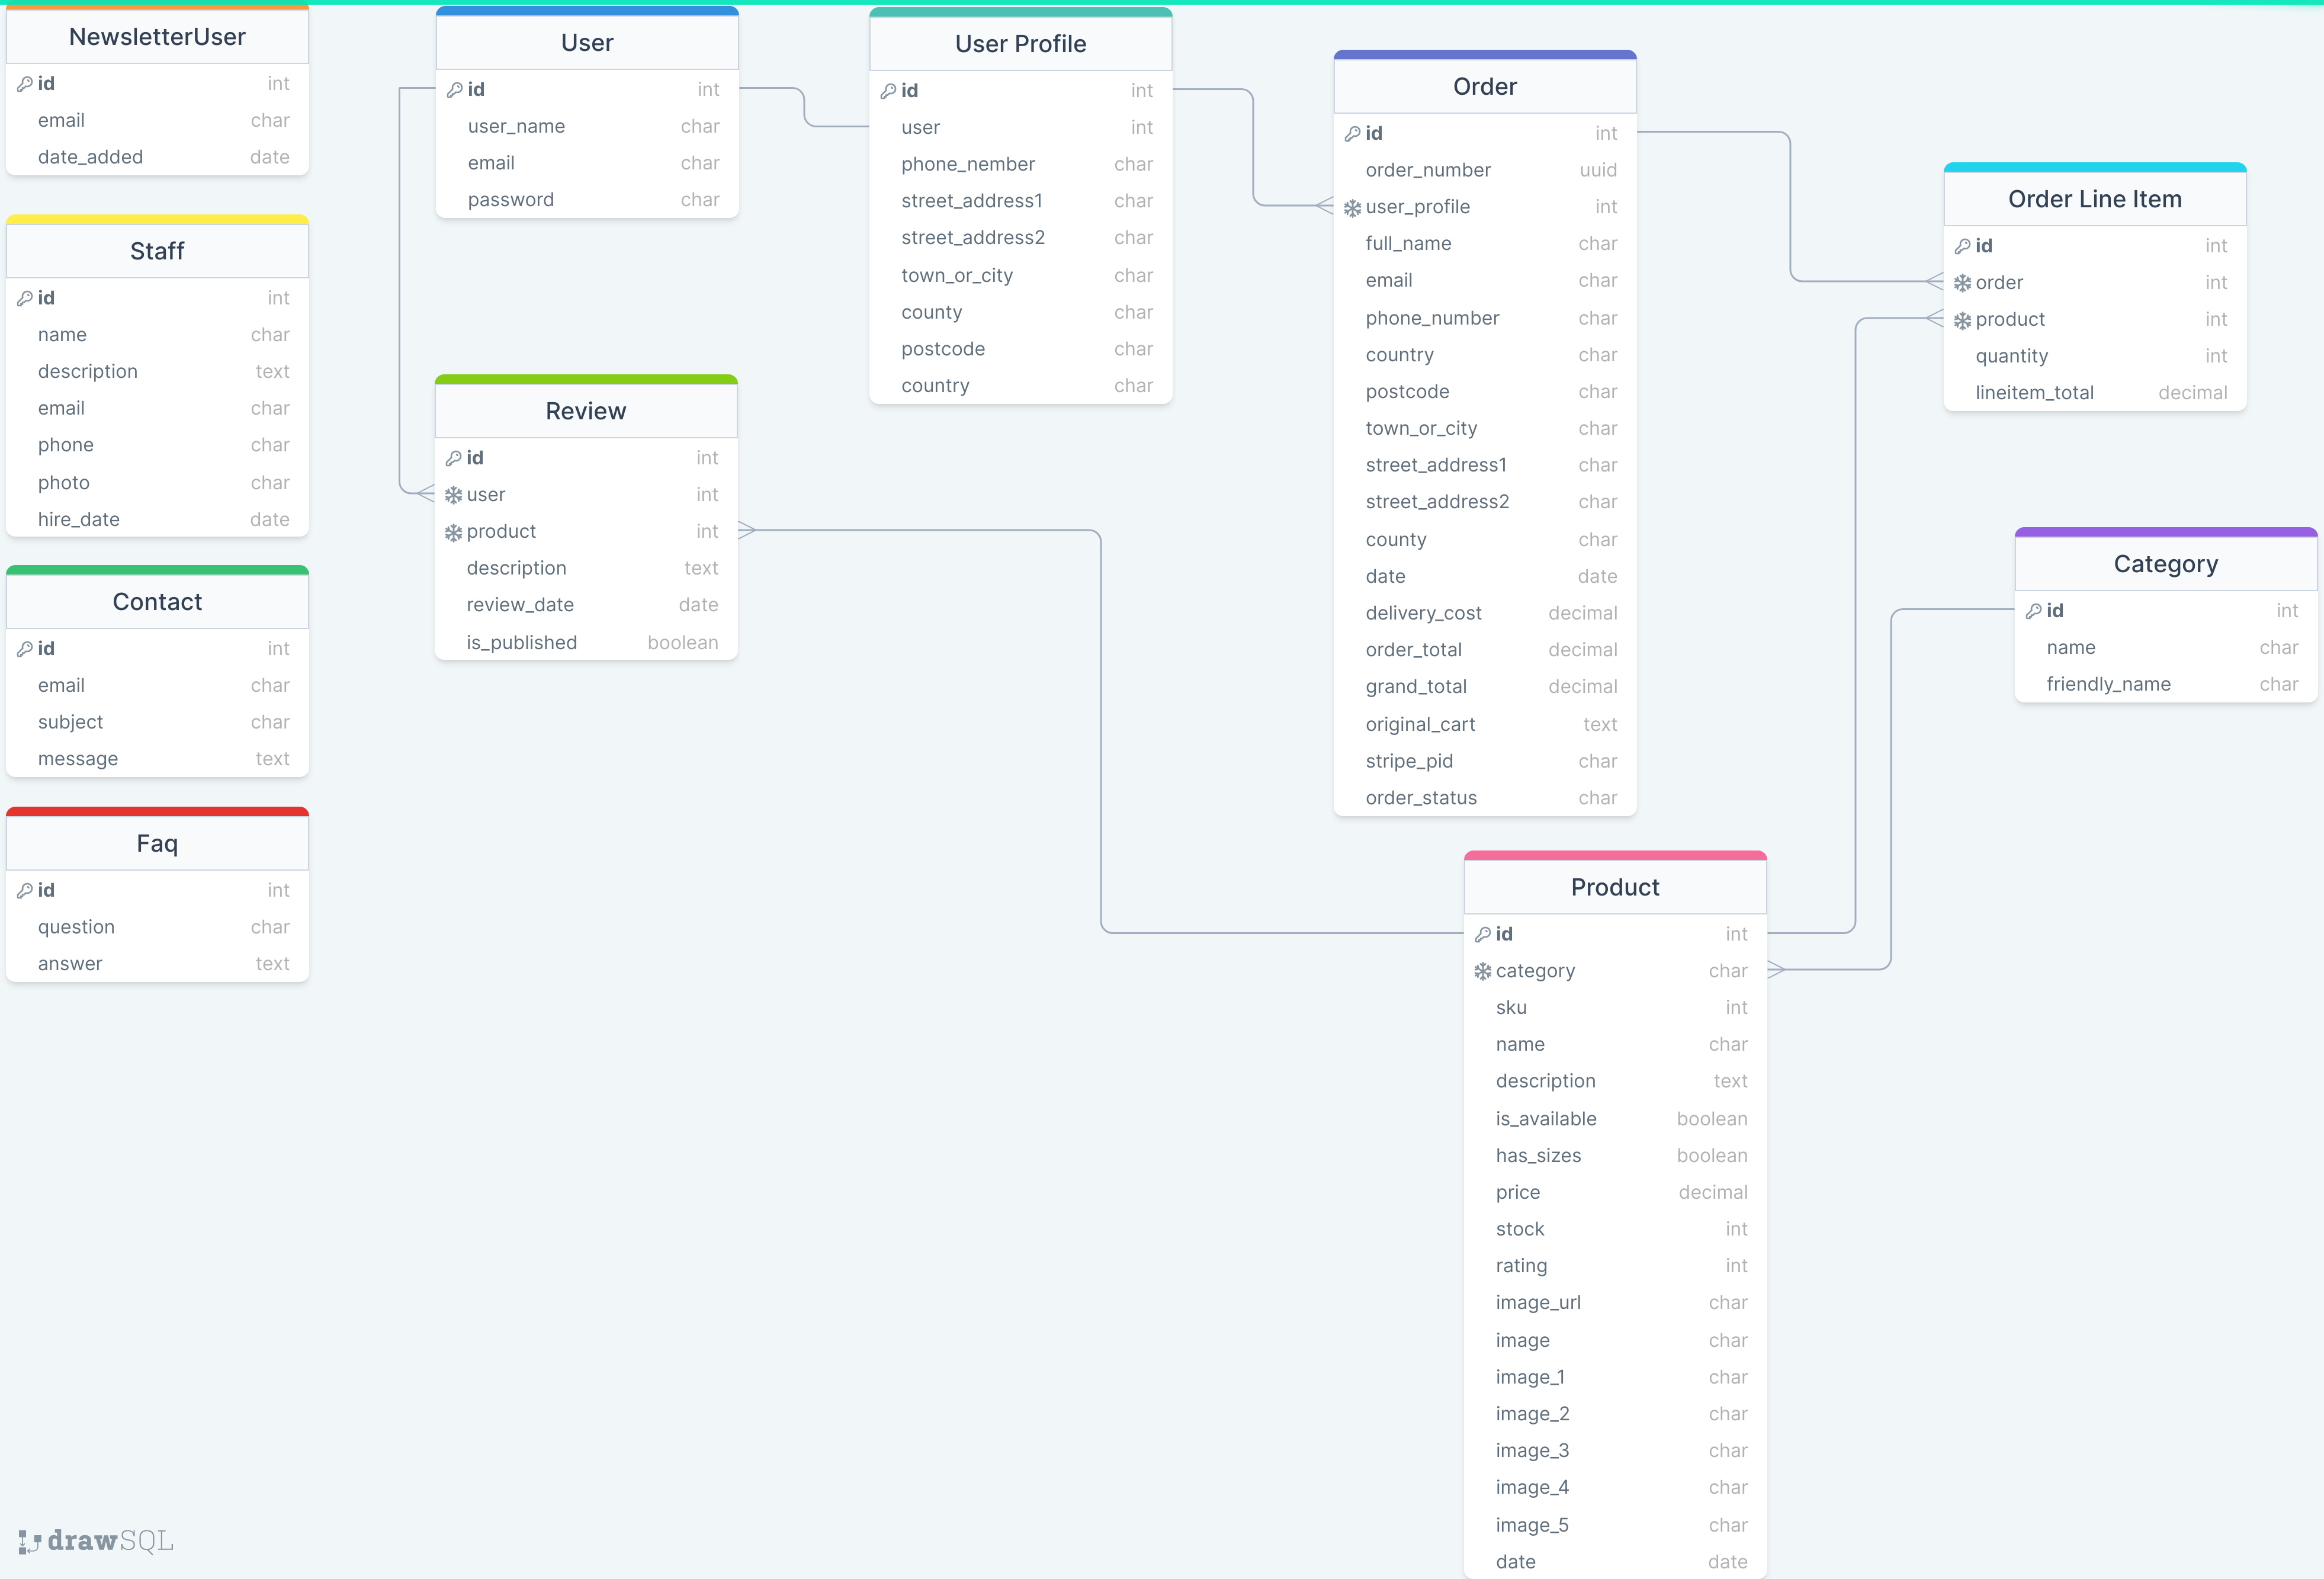 NewsletterUser
id int
email char
date_added date
Staff
id int
name char
description text
email char
phone char
photo char
hire_date date
Contact
id int
email char
subject char
message text
Faq
id int
question char
answer text
User
id int
user_name char
email char
password char
Review
id int
user int
product int
description text
review_date date
is_published boolean
User Profile
id int
user int
phone_nember char
street_address1 char
street_address2 char
town_or_city char
county char
postcode char
country char
Order
id int
order_number uuid
user_profile int
full_name char
email char
phone_number char
country char
postcode char
town_or_city char
street_address1 char
street_address2 char
county char
date date
delivery_cost decimal
order_total decimal
grand_total decimal
original_cart text
stripe_pid char
order_status char
Order Line Item
id int
order int
product int
quantity int
lineitem_total decimal
Category
id int
name char
friendly_name char
Product
id int
category char
sku int
name char
description text
is_available boolean
has_sizes boolean
price decimal
stock int
rating int
image_url char
image char
image_1 char
image_2 char
image_3 char
image_4 char
image_5 char
date date
drawSQL